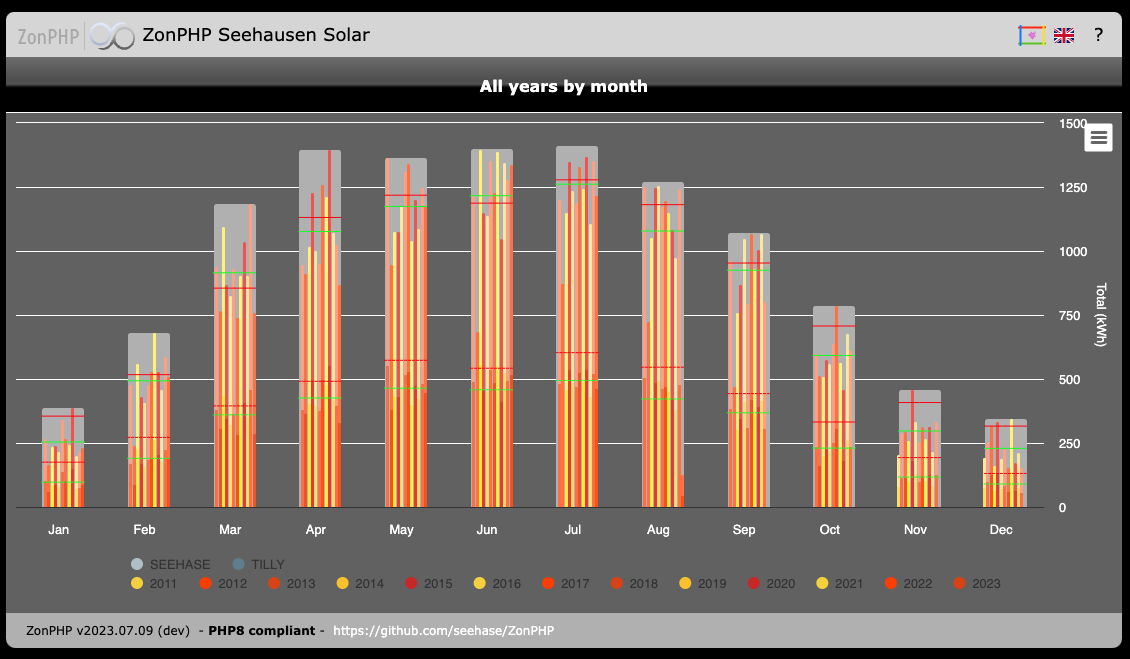 ZonPHP ZonPHP Seehausen Solar ?
All years by month
1500
1250
1000
750
500
250
0
Total (kWh)
Jan Feb Mar Apr May Jun Jul Aug Sep Oct Nov Dec
SEEHASE TILLY
2011 2012 2013 2014 2015 2016 2017 2018 2019 2020 2021 2022 2023
ZonPHP v2023.07.09 (dev) - PHP8 compliant - https://github.com/seehase/ZonPHP